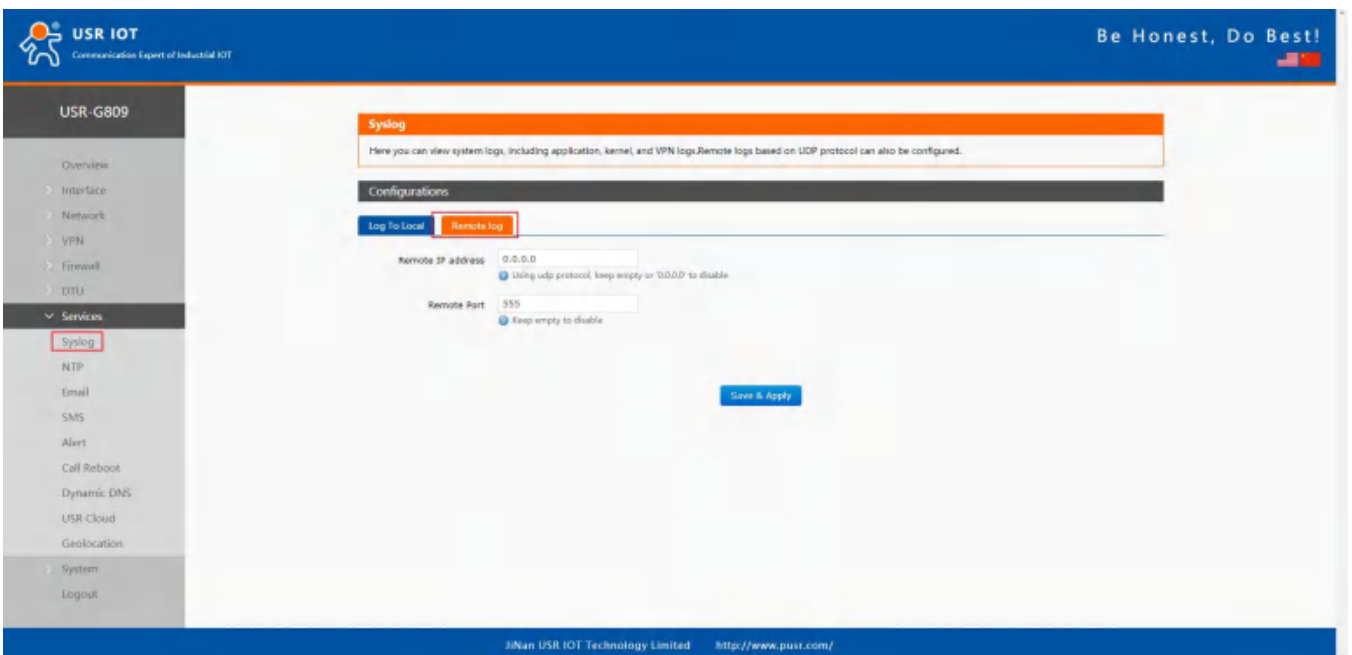 USR IOT
Communication Expert of Industrial IOT
Be Honest, Do Best!
USR-G809
Overview
Interface
Network
VPN
Firewall
DTU
Services
Syslog
NTP
Email
SMS
Alert
Call Reboot
Dynamic DNS
USR Cloud
Geolocation
System
Logout
Syslog
Here you can view system logs, including application, kernel, and VPN logs.Remote logs based on UDP protocol can also be configured.
Configurations
Log To Local Remote log
Remote IP address 0.0.0.0
Using udp protocol, keep empty or '0.0.0.0' to disable
Remote Port 555
Keep empty to disable
Save & Apply
JiNan USR IOT Technology Limited http://www.pusr.com/